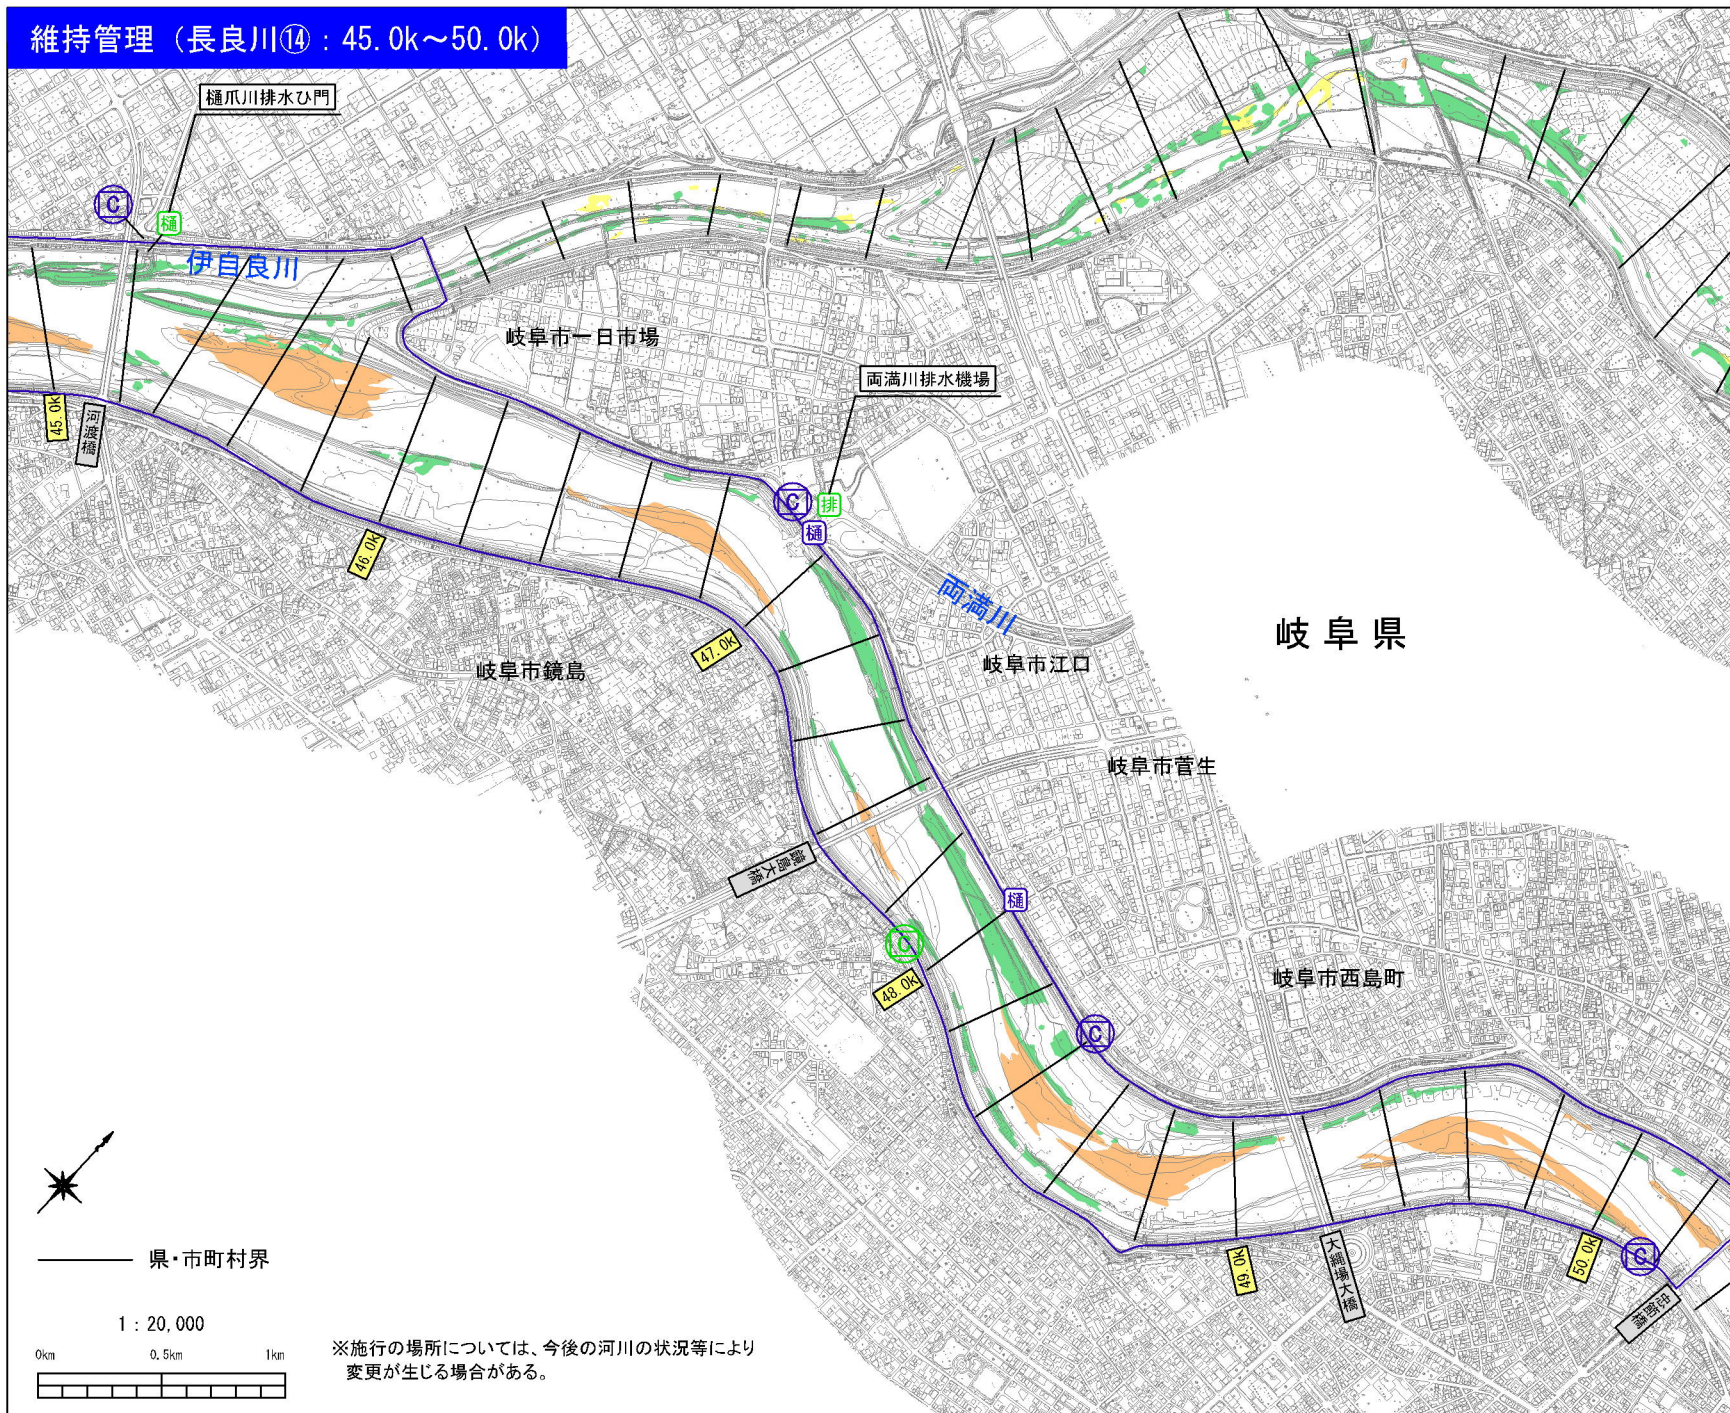 維持管理（長良川⑭：45.0k～50.0k）
樋爪川排水ひ門
C
樋
伊自良川
岐阜市一日市場
両満川排水機場
45.0k
河渡橋
C
排
樋
46.0k
両満川
岐阜県
47.0k
岐阜市鏡島
岐阜市江口
岐阜市菅生
鏡島大橋
樋
C
48.0k
岐阜市西島町
C
49.0k
大縄場大橋
50.0k
C
忠節橋
県・市町村界
1：20,000
0km 0.5km 1km
※施行の場所については、今後の河川の状況等により
変更が生じる場合がある。